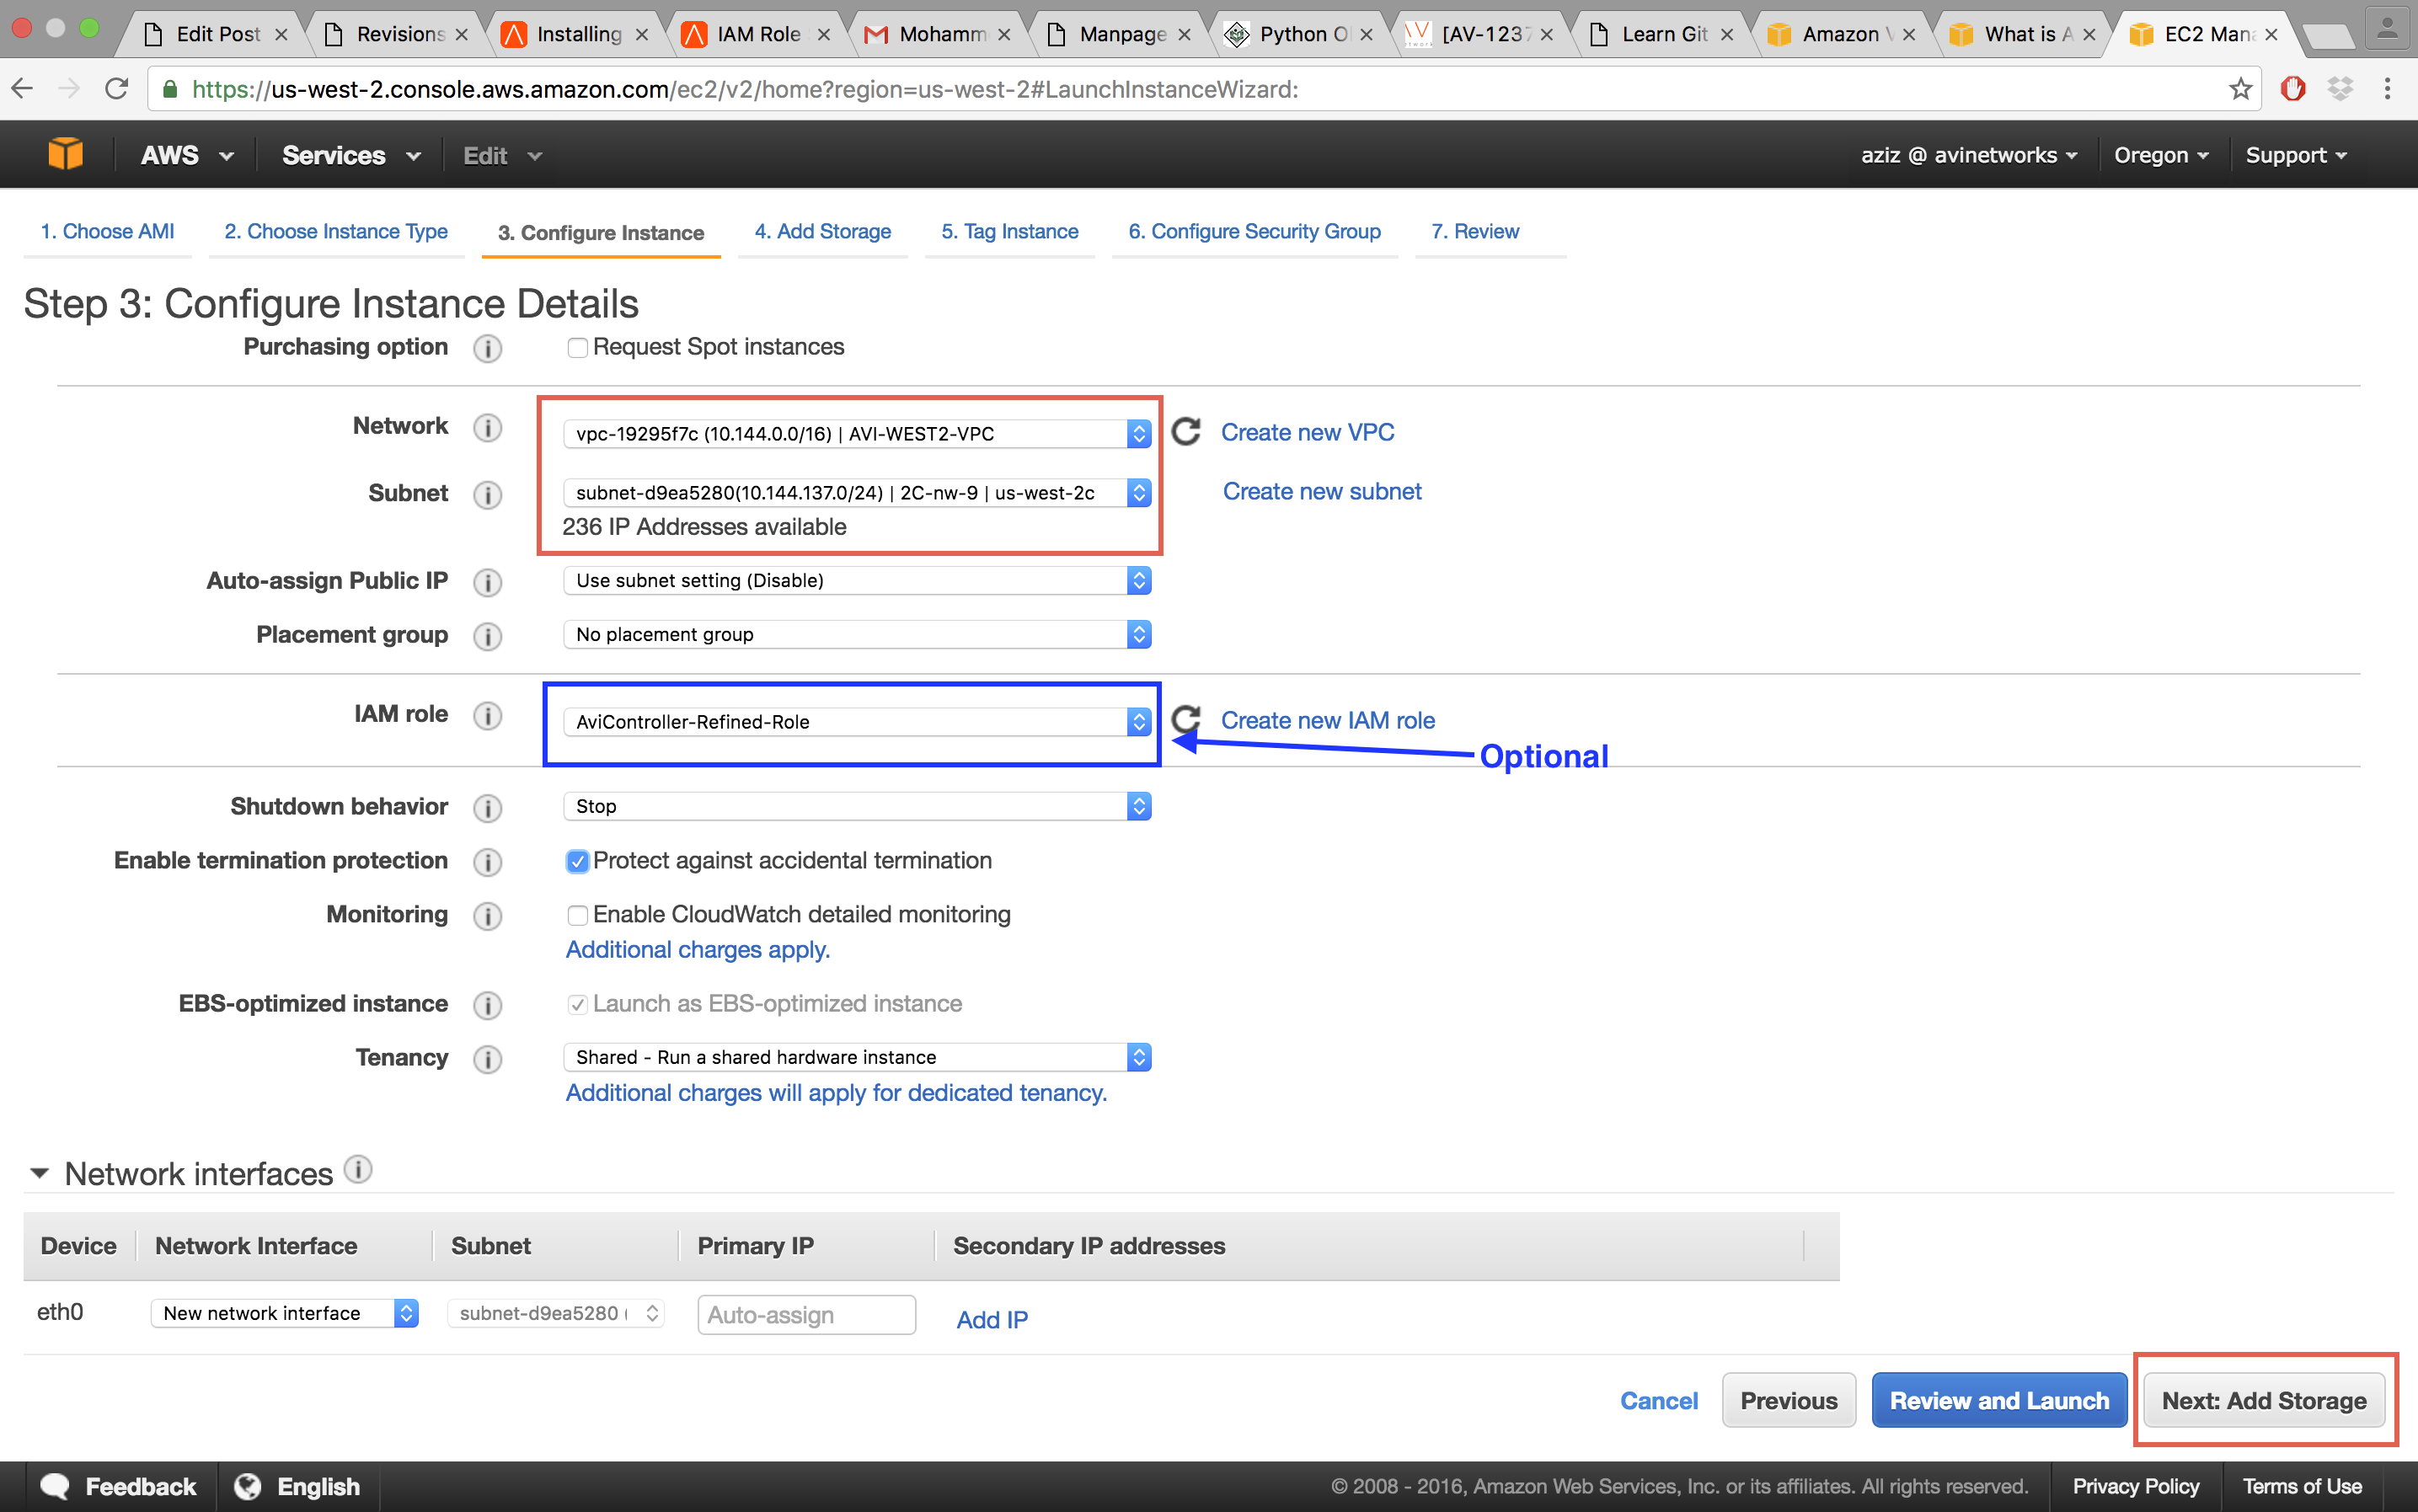 Edit Post
Revisions
Installing
IAM Role
Mohamm
Manpage
Python O
[AV-1237
Learn Git
Amazon V
What is A
EC2 Mana
https://us-west-2.console.aws.amazon.com/ec2/v2/home?region=us-west-2#LaunchInstanceWizard:
AWS Services Edit aziz @ avinetworks Oregon Support
1. Choose AMI 2. Choose Instance Type 3. Configure Instance 4. Add Storage 5. Tag Instance 6. Configure Security Group 7. Review
Step 3: Configure Instance Details
Purchasing option Request Spot instances
Network vpc-19295f7c (10.144.0.0/16) | AVI-WEST2-VPC Create new VPC
Subnet subnet-d9ea5280(10.144.137.0/24) | 2C-nw-9 | us-west-2c Create new subnet
236 IP Addresses available
Auto-assign Public IP Use subnet setting (Disable)
Placement group No placement group
IAM role AviController-Refined-Role Create new IAM role
Optional
Shutdown behavior Stop
Enable termination protection Protect against accidental termination
Monitoring Enable CloudWatch detailed monitoring
Additional charges apply.
EBS-optimized instance Launch as EBS-optimized instance
Tenancy Shared - Run a shared hardware instance
Additional charges will apply for dedicated tenancy.
Network interfaces
Device Network Interface Subnet Primary IP Secondary IP addresses
eth0 New network interface subnet-d9ea5280 ( Auto-assign Add IP
Cancel Previous Review and Launch Next: Add Storage
Feedback English © 2008 - 2016, Amazon Web Services, Inc. or its affiliates. All rights reserved. Privacy Policy Terms of Use